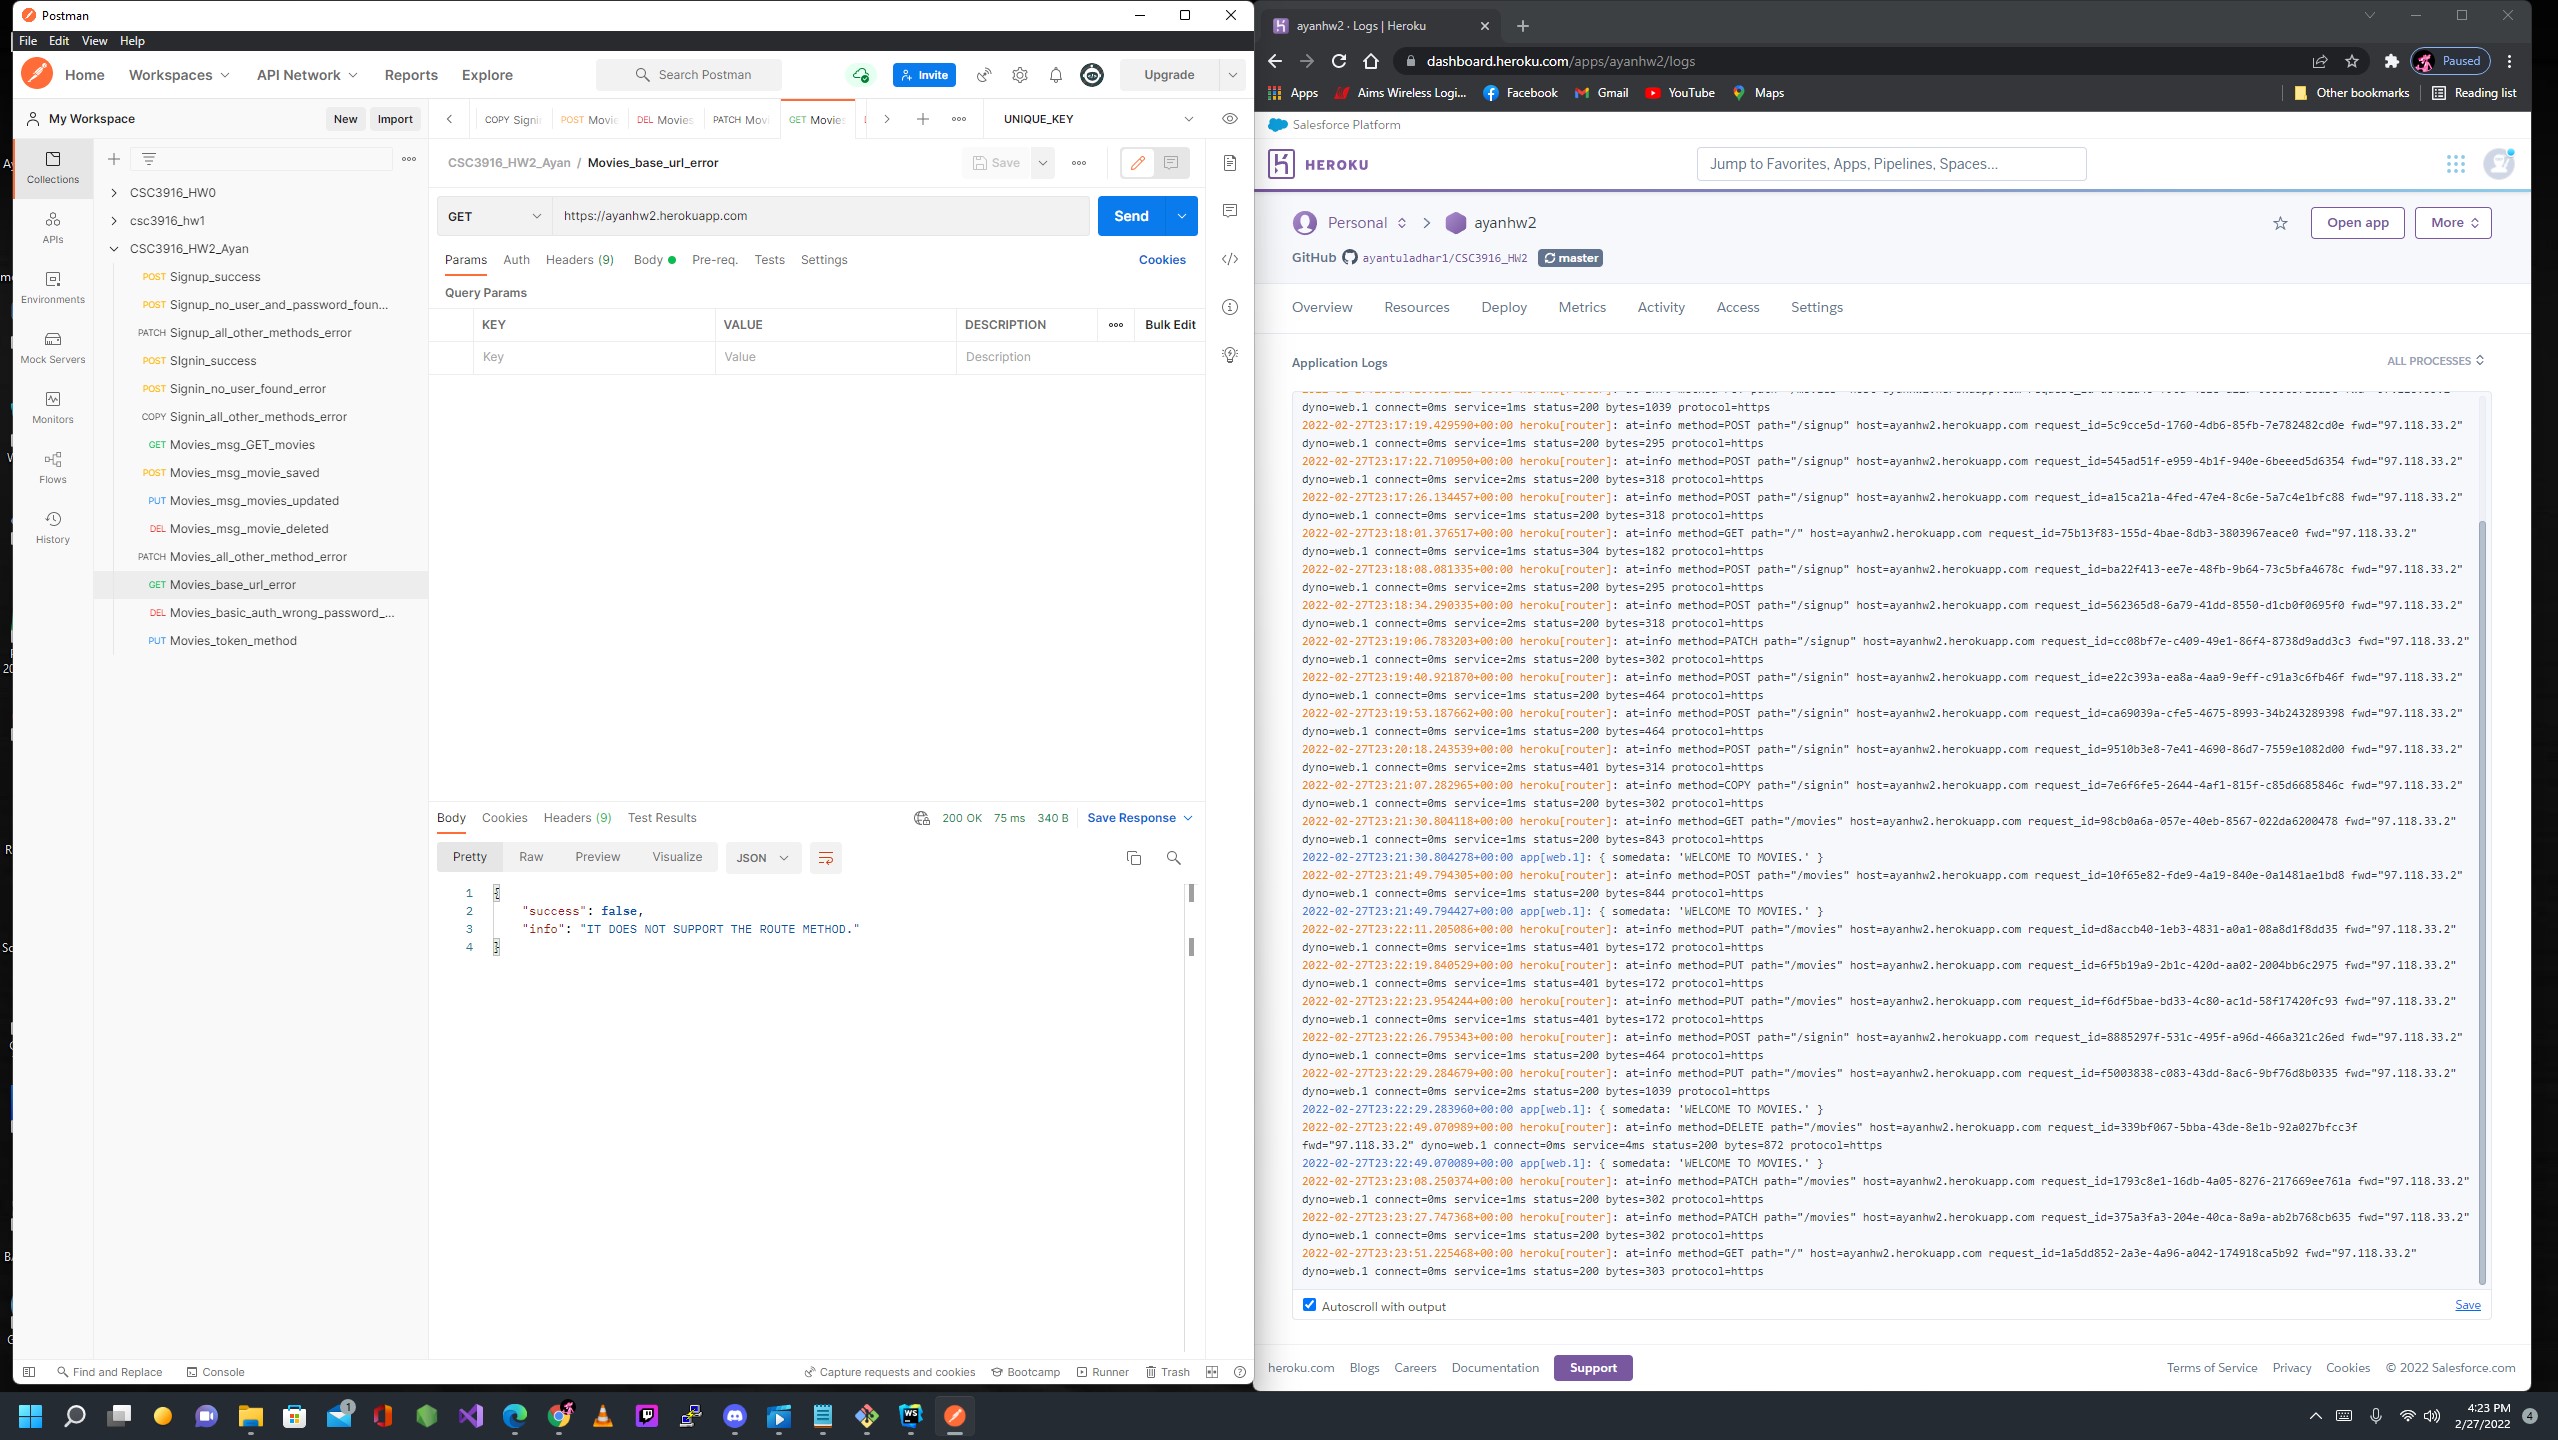 Postman
File Edit View Help
Home Workspaces API Network Reports Explore
Search Postman
Invite
Upgrade
My Workspace
New Import
COPY Signi POST Movie DEL Movies PATCH Movi GET Movie
UNIQUE_KEY
Collections
APIs
Environments
Mock Servers
Monitors
Flows
History
CSC3916_HW0
csc3916_hw1
CSC3916_HW2_Ayan
POST Signup_success
POST Signup_no_user_and_password_foun...
PATCH Signup_all_other_methods_error
POST SIgnin_success
POST Signin_no_user_found_error
COPY Signin_all_other_methods_error
GET Movies_msg_GET_movies
POST Movies_msg_movie_saved
PUT Movies_msg_movies_updated
DEL Movies_msg_movie_deleted
PATCH Movies_all_other_method_error
GET Movies_base_url_error
DEL Movies_basic_auth_wrong_password_...
PUT Movies_token_method
CSC3916_HW2_Ayan / Movies_base_url_error
Save
GET https://ayanhw2.herokuapp.com
Send
Params Auth Headers (9) Body Pre-req. Tests Settings
Cookies
Query Params
KEY VALUE DESCRIPTION Bulk Edit
Key Value Description
Body Cookies Headers (9) Test Results
200 OK 75 ms 340 B Save Response
Pretty Raw Preview Visualize JSON
1 {
2 "success": false,
3 "info": "IT DOES NOT SUPPORT THE ROUTE METHOD."
4 }
Find and Replace Console
Capture requests and cookies Bootcamp Runner Trash
ayanhw2 · Logs | Heroku
dashboard.heroku.com/apps/ayanhw2/logs
Paused
Apps Aims Wireless Logi... Facebook Gmail YouTube Maps
Other bookmarks Reading list
Salesforce Platform
HEROKU
Jump to Favorites, Apps, Pipelines, Spaces...
Personal ayanhw2
Open app More
GitHub ayantuladhar1/CSC3916_HW2 master
Overview Resources Deploy Metrics Activity Access Settings
Application Logs
ALL PROCESSES
dyno=web.1 connect=0ms service=1ms status=200 bytes=1039 protocol=https
2022-02-27T23:17:19.429590+00:00 heroku[router]: at=info method=POST path="/signup" host=ayanhw2.herokuapp.com request_id=5c9cce5d-1760-4db6-85fb-7e782482cd0e fwd="97.118.33.2"
dyno=web.1 connect=0ms service=1ms status=200 bytes=295 protocol=https
2022-02-27T23:17:22.710950+00:00 heroku[router]: at=info method=POST path="/signup" host=ayanhw2.herokuapp.com request_id=545ad51f-e959-4b1f-940e-6beeed5d6354 fwd="97.118.33.2"
dyno=web.1 connect=0ms service=2ms status=200 bytes=318 protocol=https
2022-02-27T23:17:26.134457+00:00 heroku[router]: at=info method=POST path="/signup" host=ayanhw2.herokuapp.com request_id=a15ca21a-4fed-47e4-8c6e-5a7c4e1bfc88 fwd="97.118.33.2"
dyno=web.1 connect=0ms service=1ms status=200 bytes=318 protocol=https
2022-02-27T23:18:01.376517+00:00 heroku[router]: at=info method=GET path="/" host=ayanhw2.herokuapp.com request_id=75b13f83-155d-4bae-8db3-3803967eace0 fwd="97.118.33.2"
dyno=web.1 connect=0ms service=1ms status=304 bytes=182 protocol=https
2022-02-27T23:18:08.081335+00:00 heroku[router]: at=info method=POST path="/signup" host=ayanhw2.herokuapp.com request_id=ba22f413-ee7e-48fb-9b64-73c5bfa4678c fwd="97.118.33.2"
dyno=web.1 connect=0ms service=2ms status=200 bytes=295 protocol=https
2022-02-27T23:18:34.290335+00:00 heroku[router]: at=info method=POST path="/signup" host=ayanhw2.herokuapp.com request_id=562365d8-6a79-41dd-8550-d1cb0f0695f0 fwd="97.118.33.2"
dyno=web.1 connect=0ms service=2ms status=200 bytes=318 protocol=https
2022-02-27T23:19:06.783203+00:00 heroku[router]: at=info method=PATCH path="/signup" host=ayanhw2.herokuapp.com request_id=cc08bf7e-c409-49e1-86f4-8738d9add3c3 fwd="97.118.33.2"
dyno=web.1 connect=0ms service=2ms status=200 bytes=302 protocol=https
2022-02-27T23:19:40.921870+00:00 heroku[router]: at=info method=POST path="/signin" host=ayanhw2.herokuapp.com request_id=e22c393a-ea8a-4aa9-9eff-c91a3c6fb46f fwd="97.118.33.2"
dyno=web.1 connect=0ms service=1ms status=200 bytes=464 protocol=https
2022-02-27T23:19:53.187662+00:00 heroku[router]: at=info method=POST path="/signin" host=ayanhw2.herokuapp.com request_id=ca69039a-cfe5-4675-8993-34b243289398 fwd="97.118.33.2"
dyno=web.1 connect=0ms service=1ms status=200 bytes=464 protocol=https
2022-02-27T23:20:18.243539+00:00 heroku[router]: at=info method=POST path="/signin" host=ayanhw2.herokuapp.com request_id=9510b3e8-7e41-4690-86d7-7559e1082d00 fwd="97.118.33.2"
dyno=web.1 connect=0ms service=2ms status=401 bytes=314 protocol=https
2022-02-27T23:21:07.282965+00:00 heroku[router]: at=info method=COPY path="/signin" host=ayanhw2.herokuapp.com request_id=7e6f6fe5-2644-4af1-815f-c85d6685846c fwd="97.118.33.2"
dyno=web.1 connect=0ms service=1ms status=200 bytes=302 protocol=https
2022-02-27T23:21:30.804118+00:00 heroku[router]: at=info method=GET path="/movies" host=ayanhw2.herokuapp.com request_id=98cb0a6a-057e-40eb-8567-022da6200478 fwd="97.118.33.2"
dyno=web.1 connect=0ms service=1ms status=200 bytes=843 protocol=https
2022-02-27T23:21:30.804278+00:00 app[web.1]: { somedata: 'WELCOME TO MOVIES.' }
2022-02-27T23:21:49.794305+00:00 heroku[router]: at=info method=POST path="/movies" host=ayanhw2.herokuapp.com request_id=10f65e82-fde9-4a19-840e-0a1481ae1bd8 fwd="97.118.33.2"
dyno=web.1 connect=0ms service=1ms status=200 bytes=844 protocol=https
2022-02-27T23:21:49.794427+00:00 app[web.1]: { somedata: 'WELCOME TO MOVIES.' }
2022-02-27T23:22:11.205086+00:00 heroku[router]: at=info method=PUT path="/movies" host=ayanhw2.herokuapp.com request_id=d8accb40-1eb3-4831-a0a1-08a8d1f8dd35 fwd="97.118.33.2"
dyno=web.1 connect=0ms service=1ms status=401 bytes=172 protocol=https
2022-02-27T23:22:19.840529+00:00 heroku[router]: at=info method=PUT path="/movies" host=ayanhw2.herokuapp.com request_id=6f5b19a9-2b1c-420d-aa02-2004bb6c2975 fwd="97.118.33.2"
dyno=web.1 connect=0ms service=1ms status=401 bytes=172 protocol=https
2022-02-27T23:22:23.954244+00:00 heroku[router]: at=info method=PUT path="/movies" host=ayanhw2.herokuapp.com request_id=f6df5bae-bd33-4c80-ac1d-58f17420fc93 fwd="97.118.33.2"
dyno=web.1 connect=0ms service=1ms status=401 bytes=172 protocol=https
2022-02-27T23:22:26.795343+00:00 heroku[router]: at=info method=POST path="/signin" host=ayanhw2.herokuapp.com request_id=8885297f-531c-495f-a96d-466a321c26ed fwd="97.118.33.2"
dyno=web.1 connect=0ms service=1ms status=200 bytes=464 protocol=https
2022-02-27T23:22:29.284679+00:00 heroku[router]: at=info method=PUT path="/movies" host=ayanhw2.herokuapp.com request_id=f5003838-c083-43dd-8ac6-9bf76d8b0335 fwd="97.118.33.2"
dyno=web.1 connect=0ms service=2ms status=200 bytes=1039 protocol=https
2022-02-27T23:22:29.283960+00:00 app[web.1]: { somedata: 'WELCOME TO MOVIES.' }
2022-02-27T23:22:49.070989+00:00 heroku[router]: at=info method=DELETE path="/movies" host=ayanhw2.herokuapp.com request_id=339bf067-5bba-43de-8e1b-92a027bfcc3f
fwd="97.118.33.2" dyno=web.1 connect=0ms service=4ms status=200 bytes=872 protocol=https
2022-02-27T23:22:49.070089+00:00 app[web.1]: { somedata: 'WELCOME TO MOVIES.' }
2022-02-27T23:23:08.250374+00:00 heroku[router]: at=info method=PATCH path="/movies" host=ayanhw2.herokuapp.com request_id=1793c8e1-16db-4a05-8276-217669ee761a fwd="97.118.33.2"
dyno=web.1 connect=0ms service=1ms status=200 bytes=302 protocol=https
2022-02-27T23:23:27.747368+00:00 heroku[router]: at=info method=PATCH path="/movies" host=ayanhw2.herokuapp.com request_id=375a3fa3-204e-40ca-8a9a-ab2b768cb635 fwd="97.118.33.2"
dyno=web.1 connect=0ms service=1ms status=200 bytes=302 protocol=https
2022-02-27T23:23:51.225468+00:00 heroku[router]: at=info method=GET path="/" host=ayanhw2.herokuapp.com request_id=1a5dd852-2a3e-4a96-a042-174918ca5b92 fwd="97.118.33.2"
dyno=web.1 connect=0ms service=1ms status=200 bytes=303 protocol=https
Autoscroll with output
Save
heroku.com Blogs Careers Documentation Support
Terms of Service Privacy Cookies © 2022 Salesforce.com
4:23 PM
2/27/2022
4